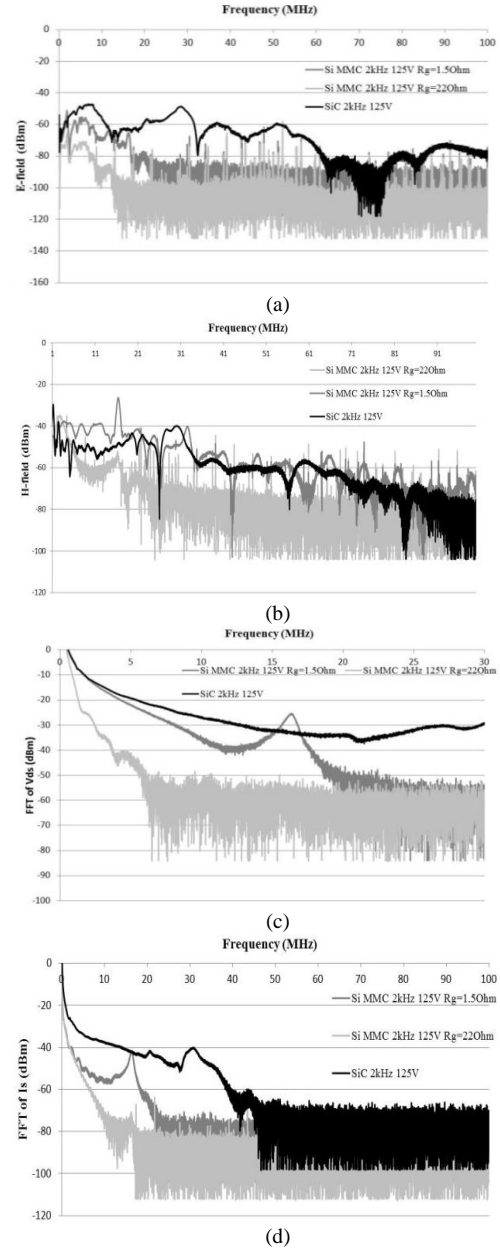 Frequency (MHz)
0 10 20 30 40 50 60 70 80 90 100
0
-20
-40
-60
-80
-100
-120
-140
-160
E-field (dBm)
Si MMC 2kHz 125V Rg=1.5Ohm
Si MMC 2kHz 125V Rg=22Ohm
SiC 2kHz 125V
(a)
Frequency (MHz)
1 11 21 31 41 51 61 71 81 91
0
-20
-40
-60
-80
-100
-120
H-field (dBm)
Si MMC 2kHz 125V Rg=22Ohm
Si MMC 2kHz 125V Rg=1.5Ohm
SiC 2kHz 125V
(b)
Frequency (MHz)
0 5 10 15 20 25 30
0
-10
-20
-30
-40
-50
-60
-70
-80
-90
-100
FFT of Vds (dBm)
Si MMC 2kHz 125V Rg=1.5Ohm
Si MMC 2kHz 125V Rg=22Ohm
SiC 2kHz 125V
(c)
Frequency (MHz)
0 10 20 30 40 50 60 70 80 90 100
0
-20
-40
-60
-80
-100
-120
FFT of Is (dBm)
Si MMC 2kHz 125V Rg=1.5Ohm
Si MMC 2kHz 125V Rg=22Ohm
SiC 2kHz 125V
(d)